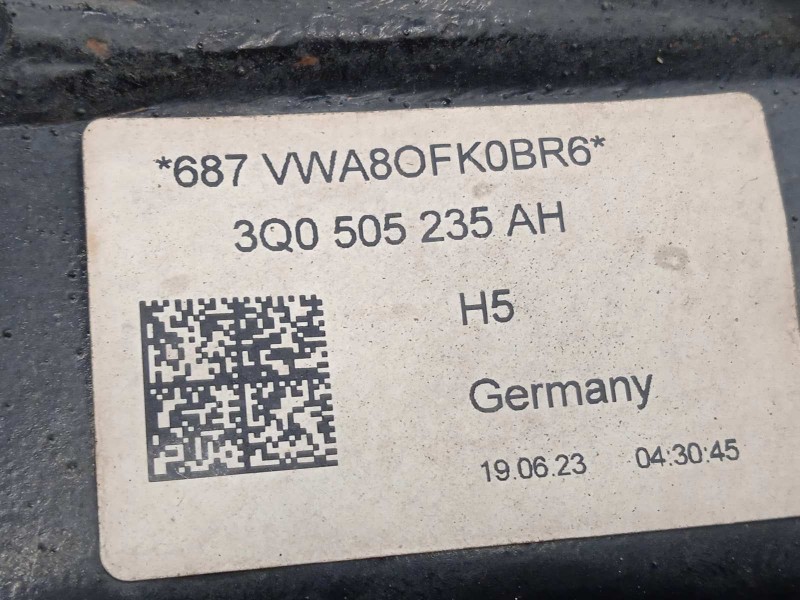 *687 VWA8OFK0BR6*
3Q0 505 235 AH
H5
Germany
19.06.23 04:30:45